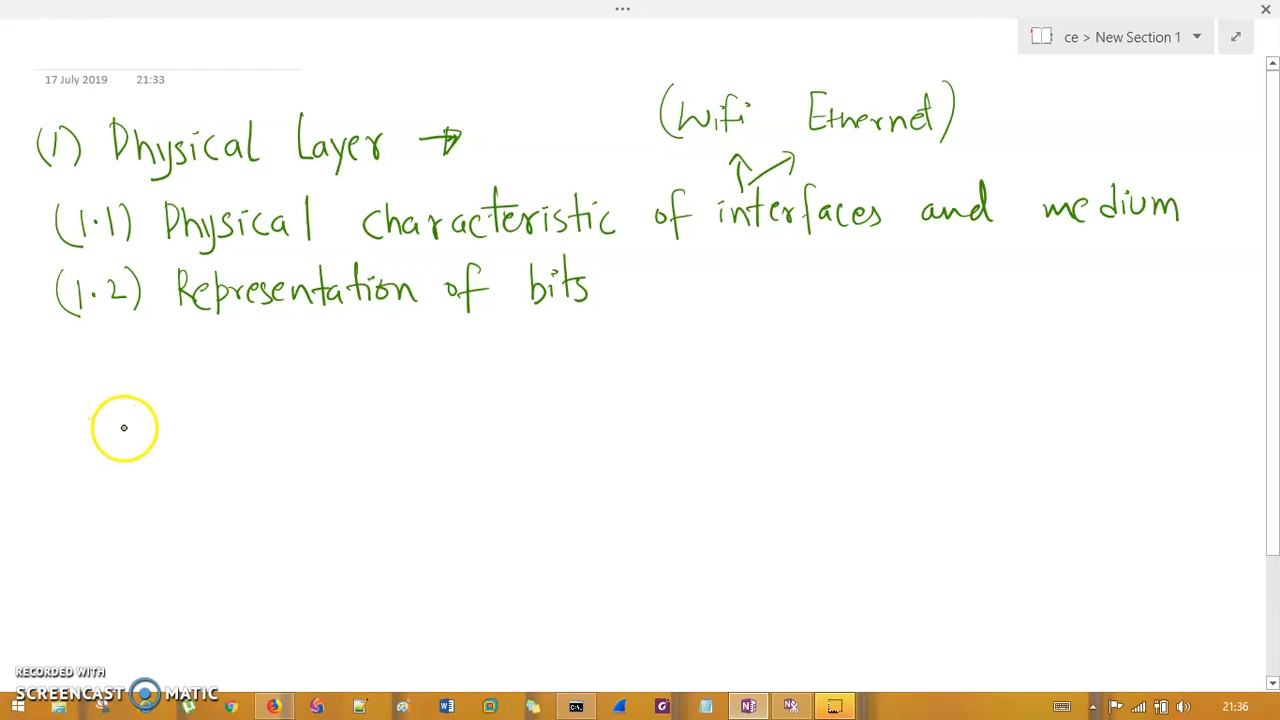 ce > New Section 1
17 July 2019 21:33
(Wifi Ethernet)
(1) Physical Layer →
(1.1) Physical characteristic of interfaces and medium
(1.2) Representation of bits
RECORDED WITH
SCREENCAST MATIC
21:36